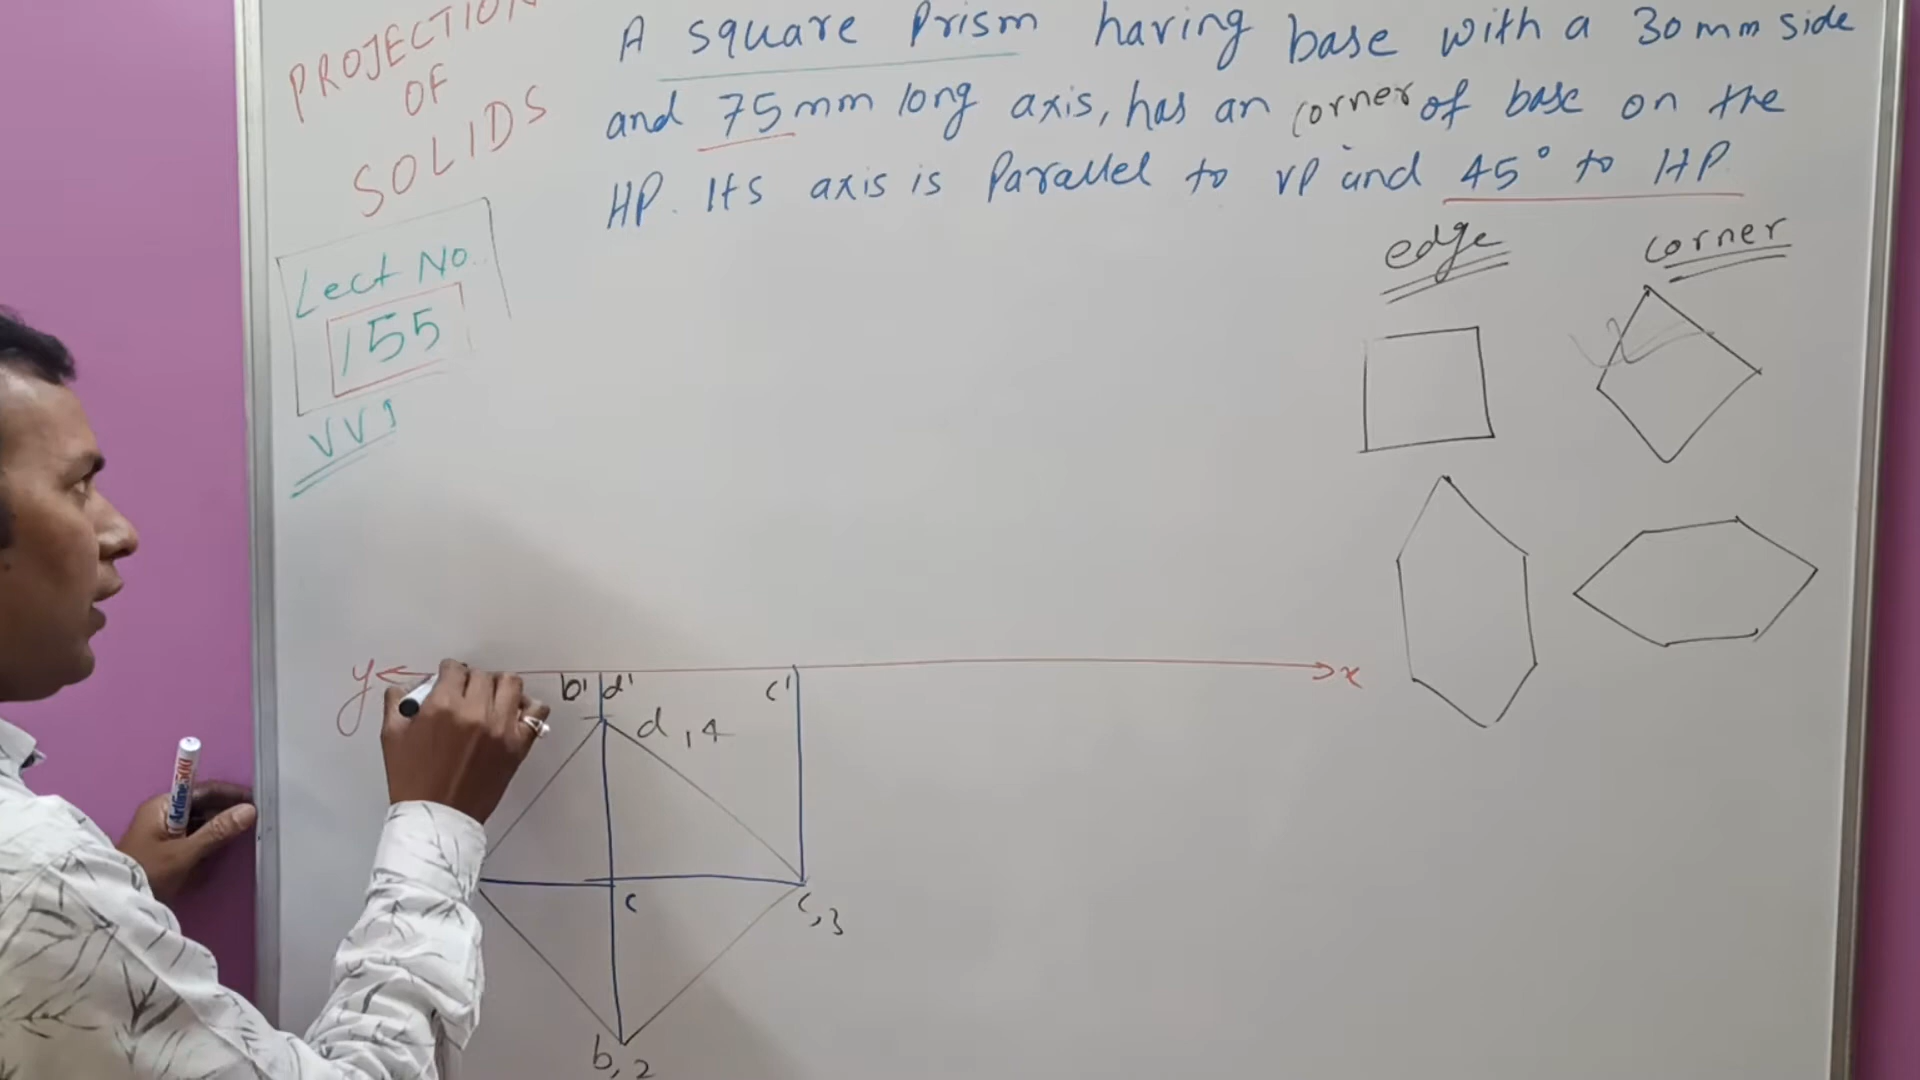 PROJECTION
OF
SOLIDS
Lect No.
155
VVI
A square Prism having base with a 30mm side
and 75mm long axis, has an corner of base on the
HP. Its axis is Parallel to VP and 45° to HP
edge
corner
y
x
b' d'
c'
d, 4
c
c, 3
b, 2
Artline 500